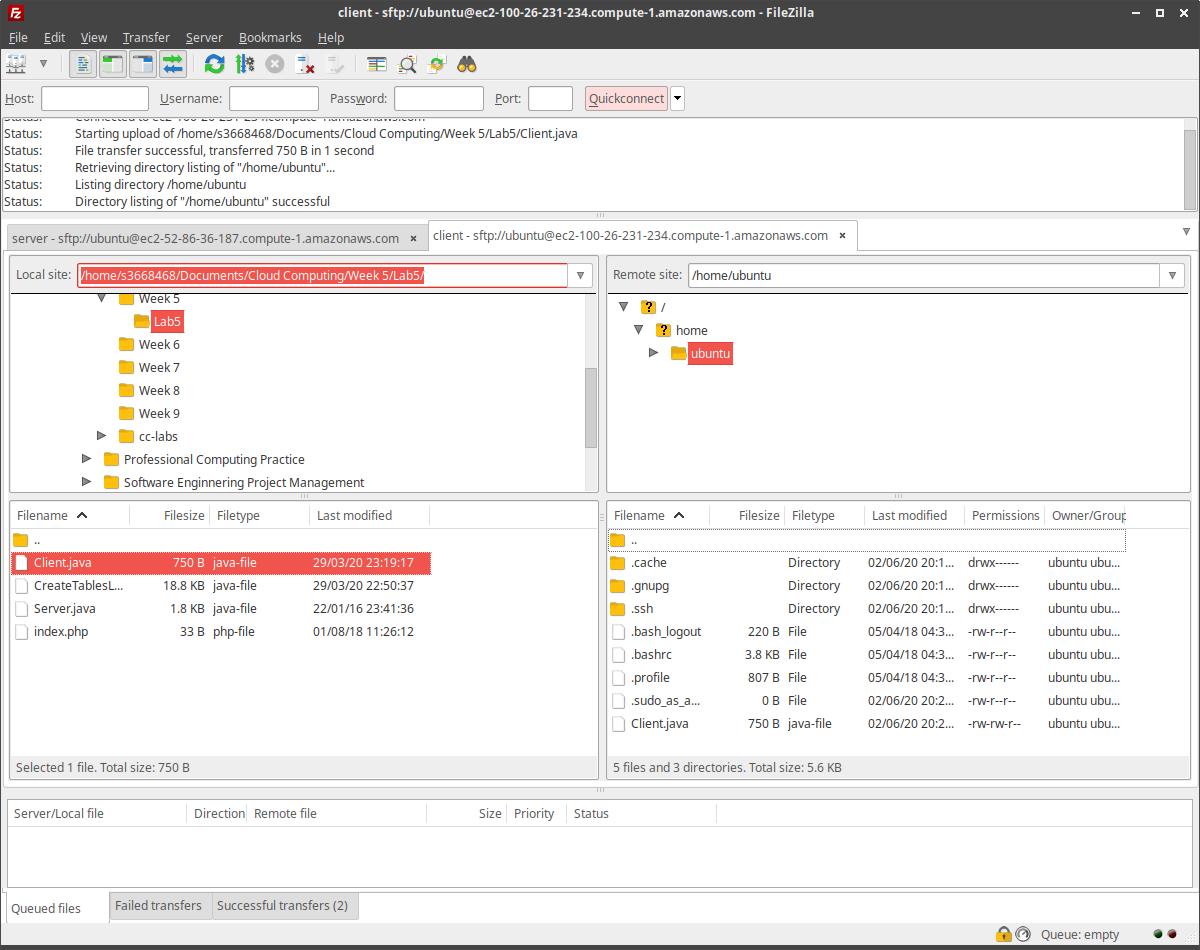 client - sftp://ubuntu@ec2-100-26-231-234.compute-1.amazonaws.com - FileZilla
File Edit View Transfer Server Bookmarks Help
Host: Username: Password: Port: Quickconnect
Status: Connected to ec2-100-26-231-234.compute-1.amazonaws.com
Status: Starting upload of /home/s3668468/Documents/Cloud Computing/Week 5/Lab5/Client.java
Status: File transfer successful, transferred 750 B in 1 second
Status: Retrieving directory listing of "/home/ubuntu"...
Status: Listing directory /home/ubuntu
Status: Directory listing of "/home/ubuntu" successful
server - sftp://ubuntu@ec2-52-86-36-187.compute-1.amazonaws.com × client - sftp://ubuntu@ec2-100-26-231-234.compute-1.amazonaws.com ×
Local site: /home/s3668468/Documents/Cloud Computing/Week 5/Lab5/
Week 5
Lab5
Week 6
Week 7
Week 8
Week 9
cc-labs
Professional Computing Practice
Software Enginnering Project Management
Remote site: /home/ubuntu
? /
? home
ubuntu
Filename Filesize Filetype Last modified
..
Client.java 750 B java-file 29/03/20 23:19:17
CreateTablesL... 18.8 KB java-file 29/03/20 22:50:37
Server.java 1.8 KB java-file 22/01/16 23:41:36
index.php 33 B php-file 01/08/18 11:26:12
Selected 1 file. Total size: 750 B
Filename Filesize Filetype Last modified Permissions Owner/Group
..
.cache Directory 02/06/20 20:1... drwx------ ubuntu ubu...
.gnupg Directory 02/06/20 20:1... drwx------ ubuntu ubu...
.ssh Directory 02/06/20 20:1... drwx------ ubuntu ubu...
.bash_logout 220 B File 05/04/18 04:3... -rw-r--r-- ubuntu ubu...
.bashrc 3.8 KB File 05/04/18 04:3... -rw-r--r-- ubuntu ubu...
.profile 807 B File 05/04/18 04:3... -rw-r--r-- ubuntu ubu...
.sudo_as_a... 0 B File 02/06/20 20:2... -rw-r--r-- ubuntu ubu...
Client.java 750 B java-file 02/06/20 20:2... -rw-rw-r-- ubuntu ubu...
5 files and 3 directories. Total size: 5.6 KB
Server/Local file Direction Remote file Size Priority Status
Queued files Failed transfers Successful transfers (2)
Queue: empty